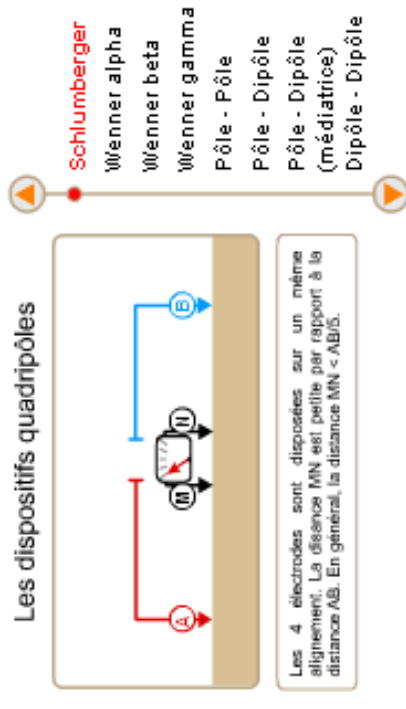 Les dispositifs quadripôles
A
M
N
B
Les 4 électrodes sont disposées sur un même
alignement. La disance MN est petite par rapport à la
distance AB. En général, la distance MN < AB/5.
Schlumberger
Wenner alpha
Wenner beta
Wenner gamma
Pôle - Pôle
Pôle - Dipôle
Pôle - Dipôle
(médiatrice)
Dipôle - Dipôle